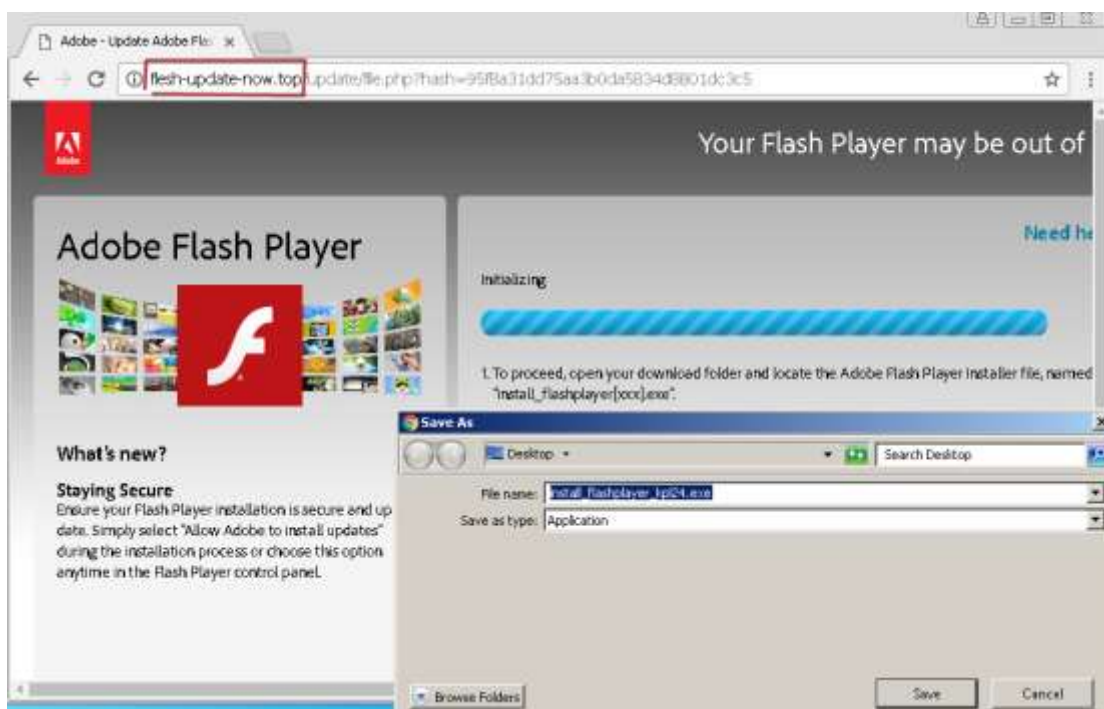 Adobe - Update Adobe Fla
flesh-update-now.top/update/file.php?hash=
Adobe
Your Flash Player may be out of
Adobe Flash Player
Need he
Initializing
1. To proceed, open your download folder and locate the Adobe Flash Player Installer file, named
"install_flashplayer[xxx].exe".
Save As
What's new?
Desktop
Search Desktop
Staying Secure
File name: install_flashplayer_kpl24.exe
Ensure your Flash Player installation is secure and up
date. Simply select "Allow Adobe to install updates"
Save as type: Application
during the installation process or choose this option
anytime in the Flash Player control panel.
Browse Folders
Save
Cancel